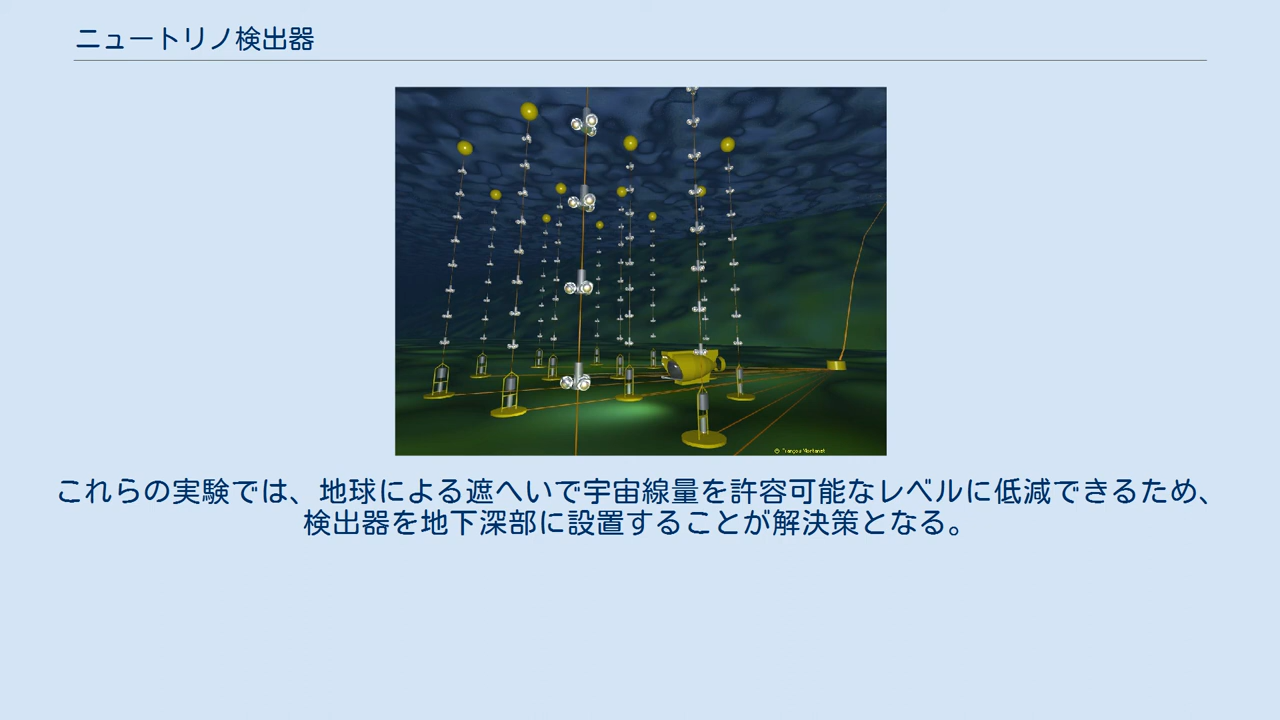 ニュートリノ検出器
© François Montanet
これらの実験では、地球による遮へいで宇宙線量を許容可能なレベルに低減できるため、
検出器を地下深部に設置することが解決策となる。